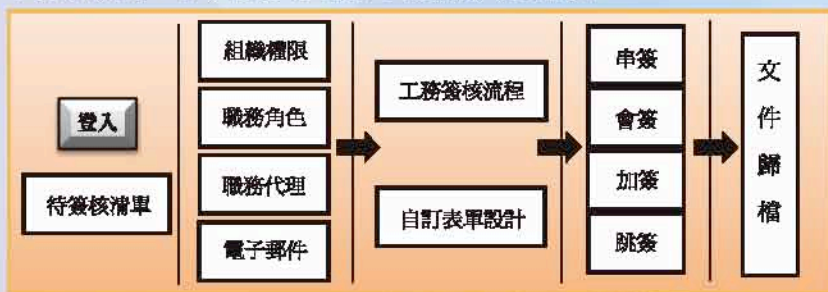 登入
待簽核清單
組織權限
職務角色
職務代理
電子郵件
工務簽核流程
自訂表單設計
串簽
會簽
加簽
跳簽
文件歸檔